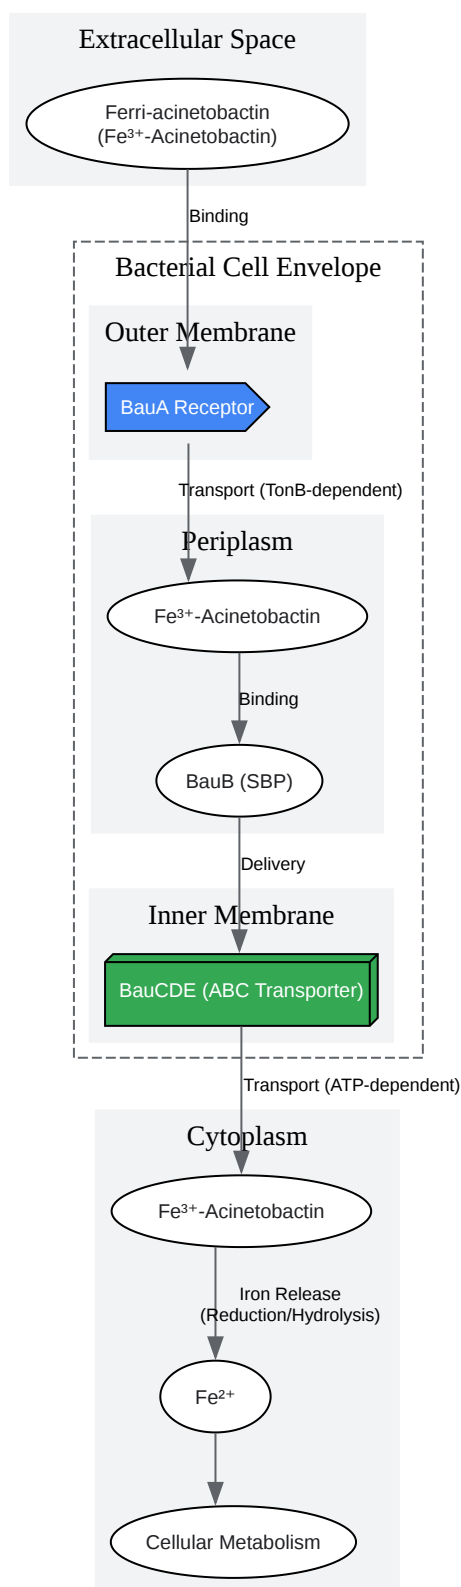 Extracellular Space
Ferri-acinetobactin
(Fe³⁺-Acinetobactin)
Binding
Bacterial Cell Envelope
Outer Membrane
BauA Receptor
Transport (TonB-dependent)
Periplasm
Fe³⁺-Acinetobactin
Binding
BauB (SBP)
Delivery
Inner Membrane
BauCDE (ABC Transporter)
Transport (ATP-dependent)
Cytoplasm
Fe³⁺-Acinetobactin
Iron Release
(Reduction/Hydrolysis)
Fe²⁺
Cellular Metabolism